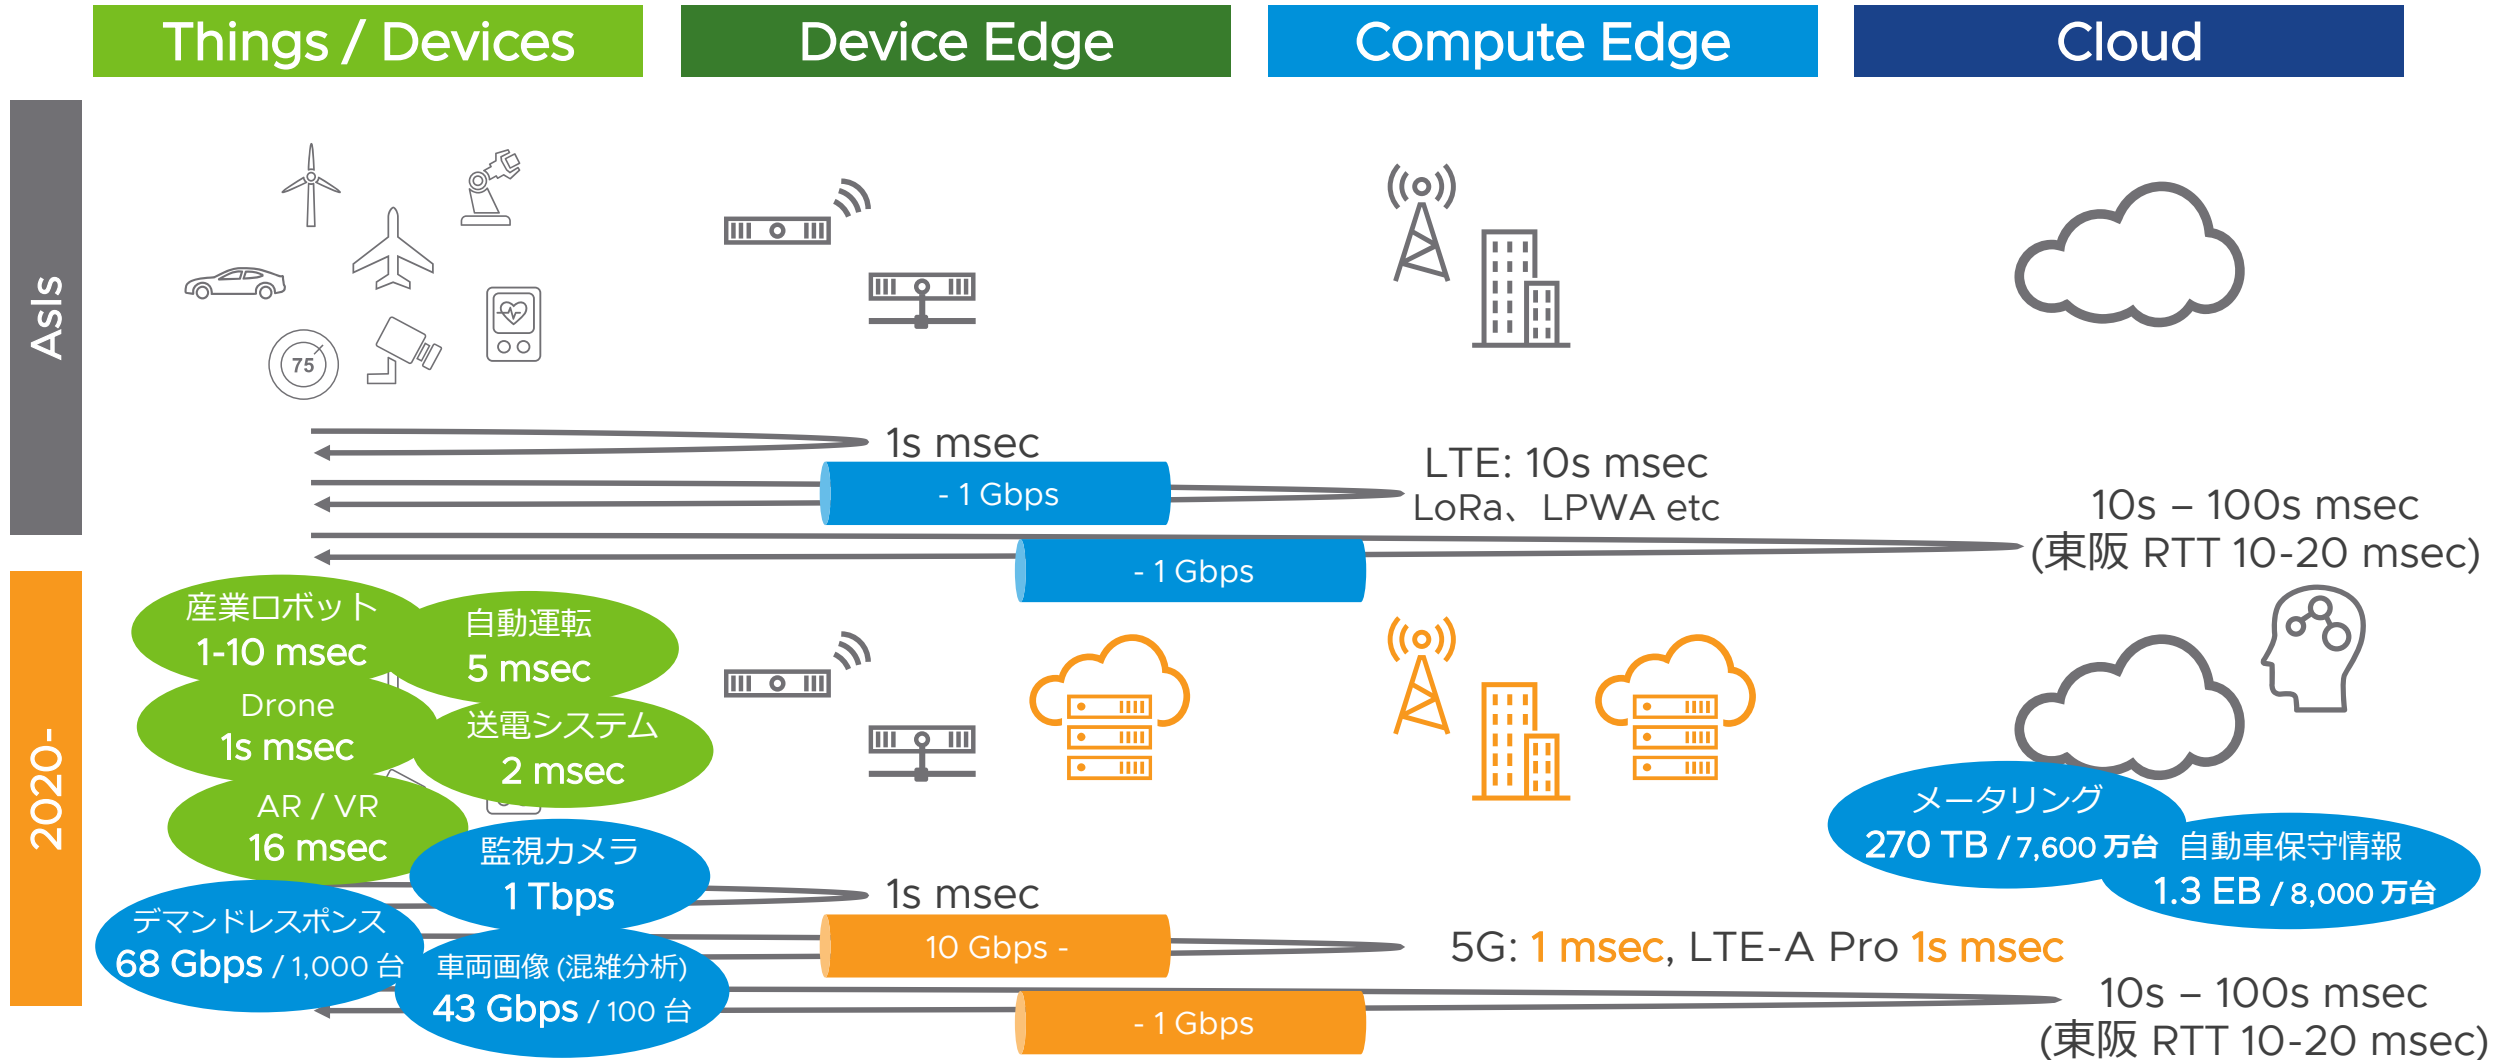 Things / Devices
Device Edge
Compute Edge
Cloud
AsIs
75
1s msec
- 1 Gbps
LTE: 10s msec
LoRa、LPWA etc
- 1 Gbps
10s – 100s msec
(東阪 RTT 10-20 msec)
2020-
産業ロボット
1-10 msec
自動運転
5 msec
Drone
1s msec
送電システム
2 msec
AR / VR
16 msec
監視カメラ
1 Tbps
デマンドレスポンス
68 Gbps / 1,000 台
車両画像 (混雑分析)
43 Gbps / 100 台
メータリング
270 TB / 7,600 万台
自動車保守情報
1.3 EB / 8,000 万台
1s msec
10 Gbps -
5G: 1 msec, LTE-A Pro 1s msec
- 1 Gbps
10s – 100s msec
(東阪 RTT 10-20 msec)